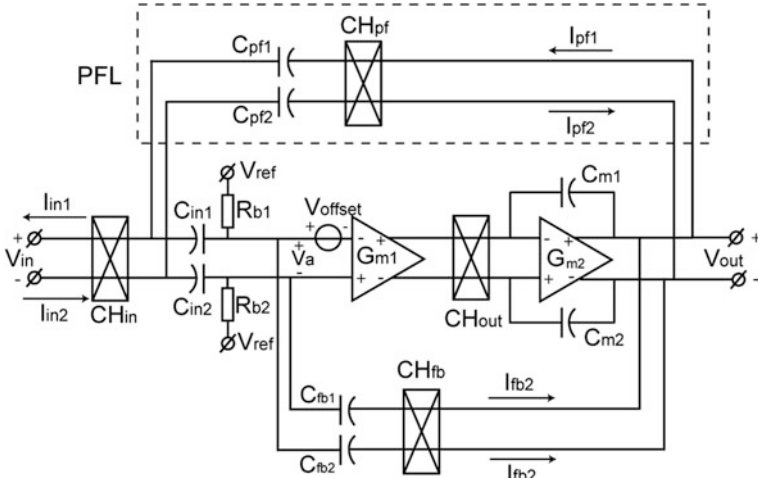 CHpf
Cpf1
Ipf1
PFL
Cpf2
Ipf2
Vref
Cm1
Iin1
Cin1
Rb1
Voffset
+
-
-
+
-
+
+
+
Vin
+
Va
Gm1
Gm2
Vout
-
-
+
-
+
-
-
Iin2
Cin2
Rb2
CHin
CHout
Cm2
Vref
CHfb
Cfb1
Ifb2
Cfb2
Ifb2